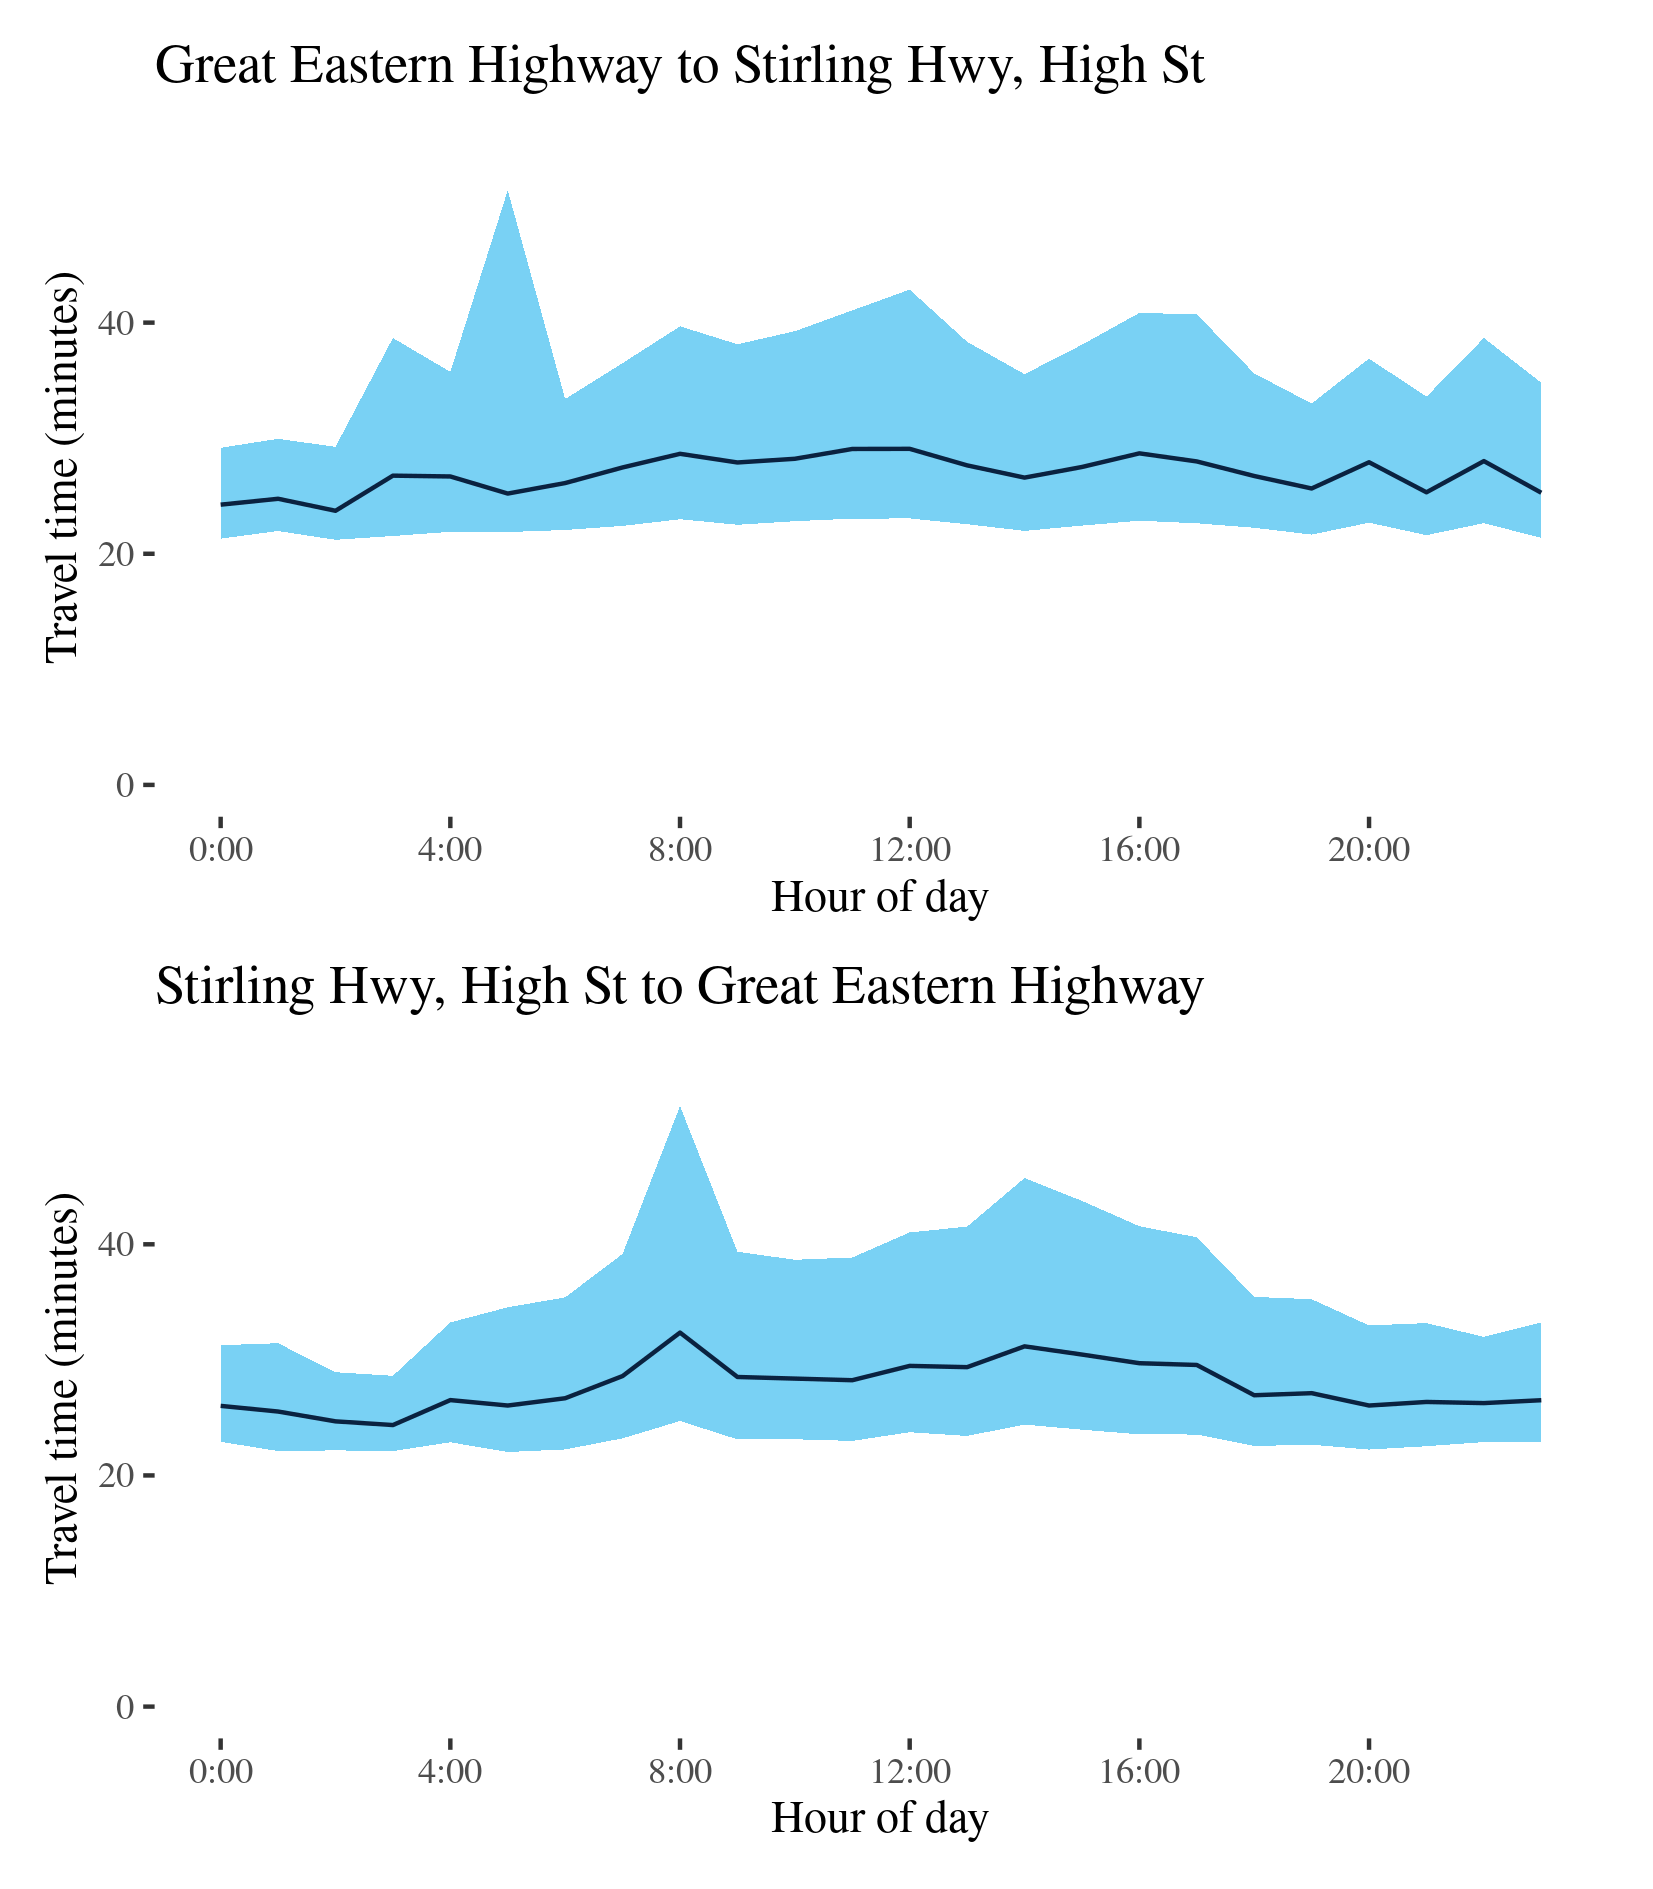 Great Eastern Highway to Stirling Hwy, High St
Travel time (minutes)
40
20
0
0:00 4:00 8:00 12:00 16:00 20:00
Hour of day
Stirling Hwy, High St to Great Eastern Highway
Travel time (minutes)
40
20
0
0:00 4:00 8:00 12:00 16:00 20:00
Hour of day